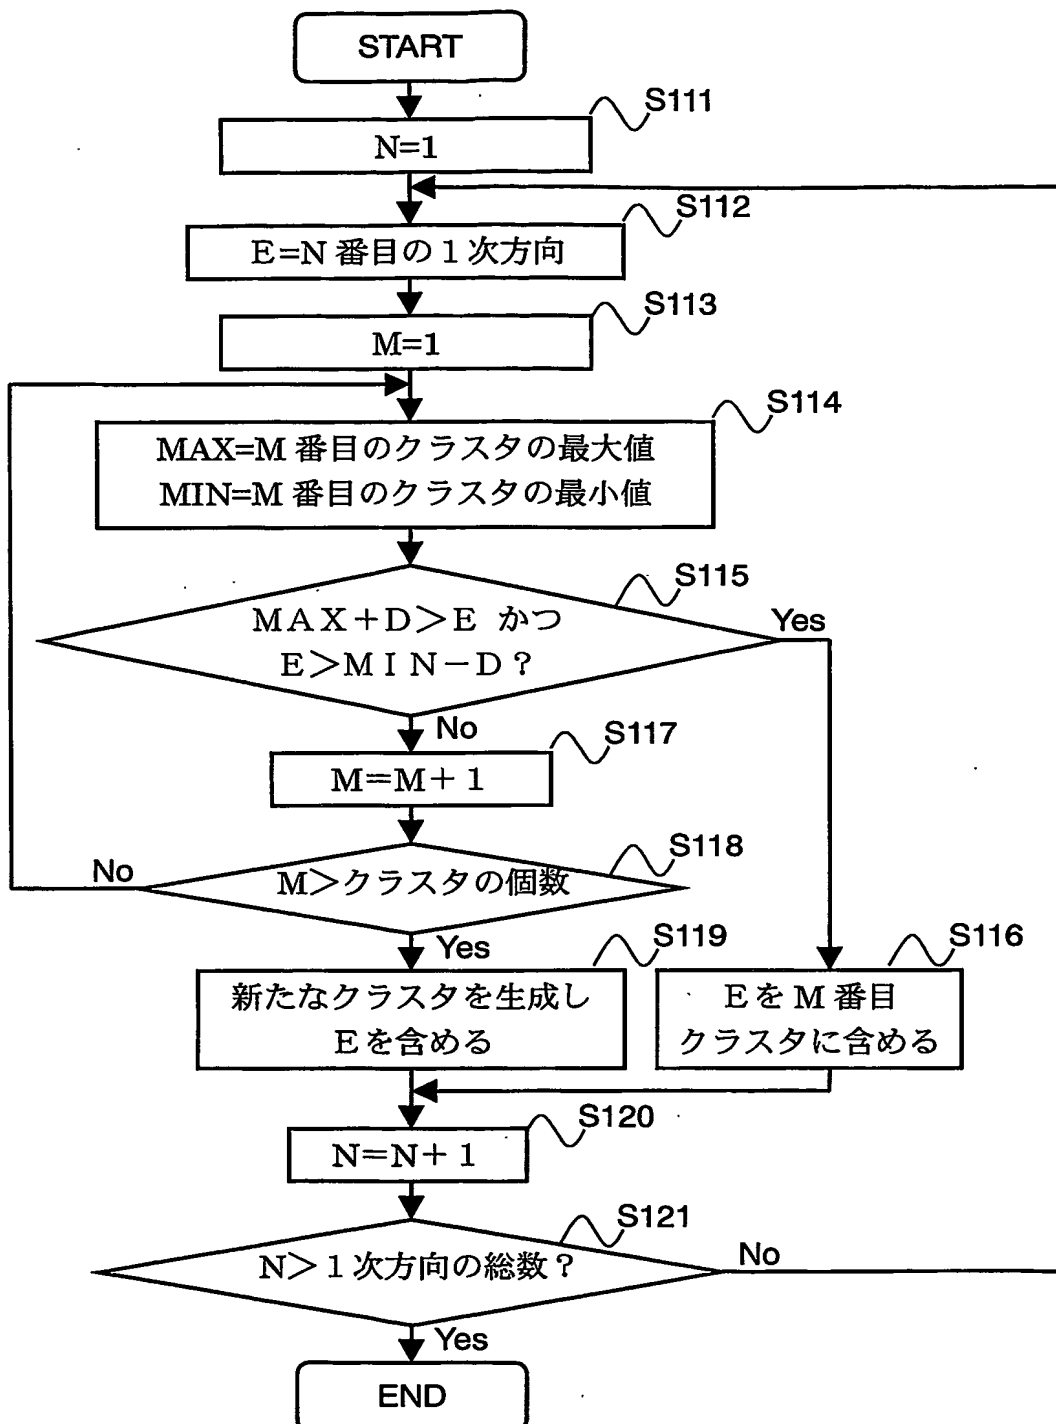 START
S111
N=1
S112
E=N 番目の1次方向
S113
M=1
S114
MAX=M 番目のクラスタの最大値
MIN=M 番目のクラスタの最小値
S115
MAX+D>E かつ
E>MIN-D?
Yes
No
S117
M=M+1
S118
No
M>クラスタの個数
Yes
S119
S116
新たなクラスタを生成し
Eを含める
EをM番目
クラスタに含める
S120
N=N+1
S121
N>1次方向の総数?
No
Yes
END